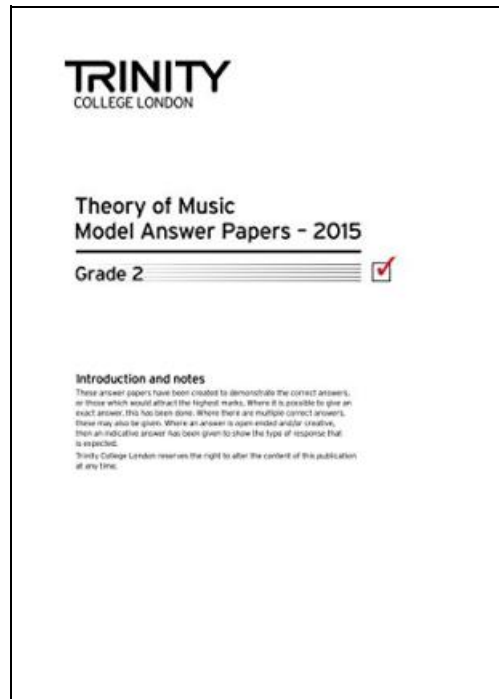 TRINITY
COLLEGE LONDON
Theory of Music
Model Answer Papers – 2015
Grade 2
Introduction and notes
These answer papers have been created to demonstrate the correct answers,
or those which would attract the highest marks. Where it is possible to give an
exact answer, this has been done. Where there are multiple correct answers,
these may also be given. Where an answer is open ended and/or creative,
then an indicative answer has been given to show the type of response that
is expected.
Trinity College London reserves the right to alter the content of this publication
at any time.